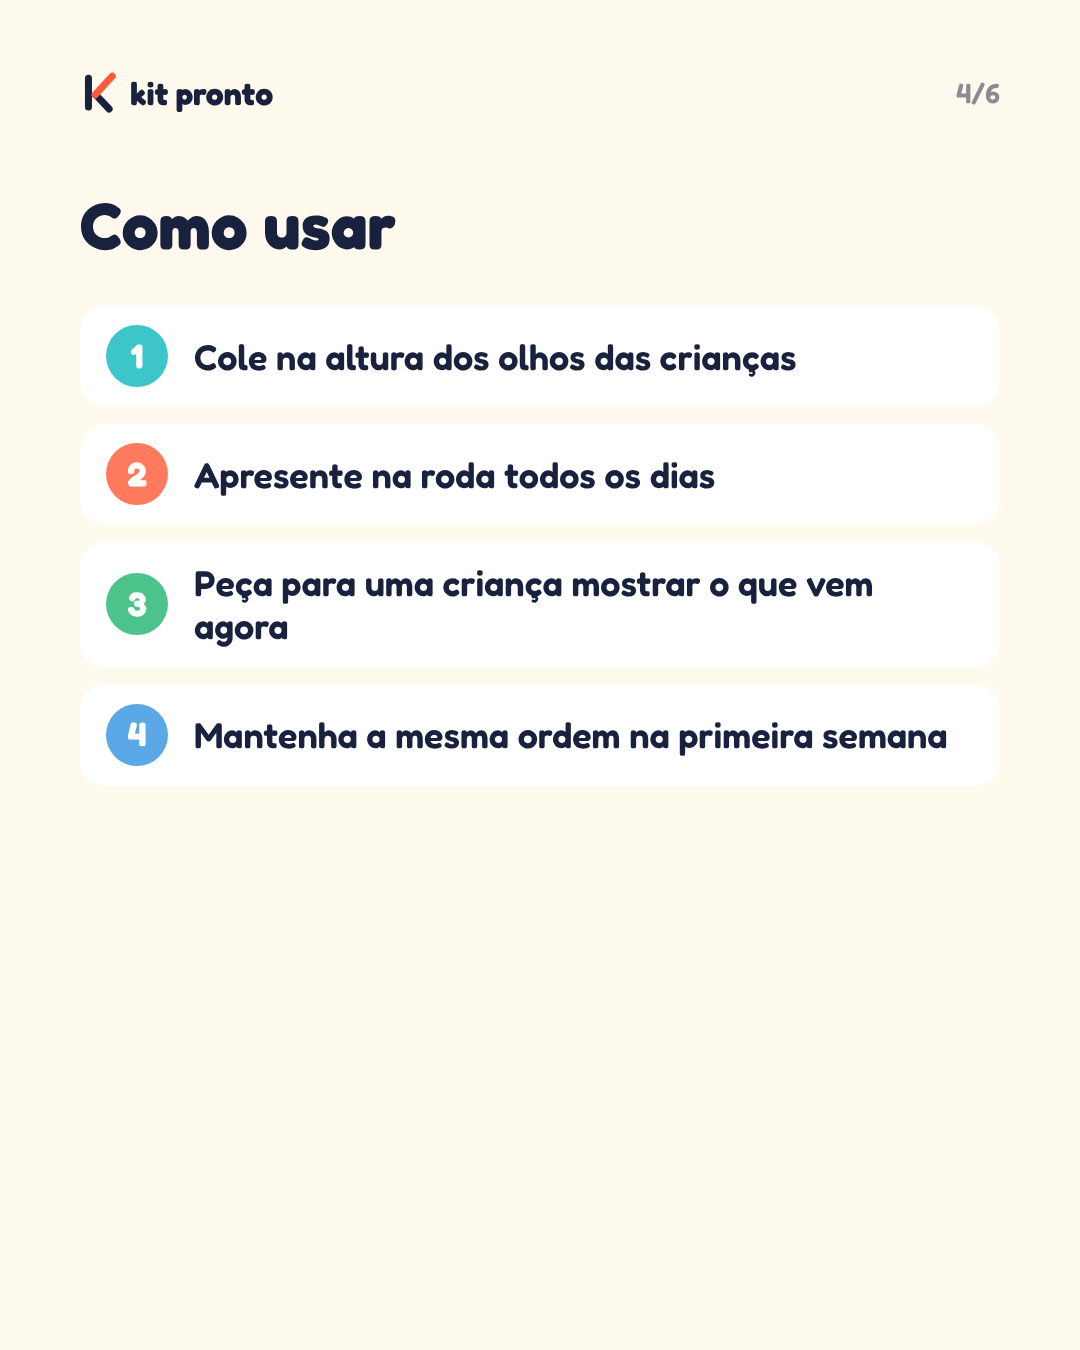 kit pronto
4/6
Como usar
1 Cole na altura dos olhos das crianças
2 Apresente na roda todos os dias
3 Peça para uma criança mostrar o que vem
agora
4 Mantenha a mesma ordem na primeira semana